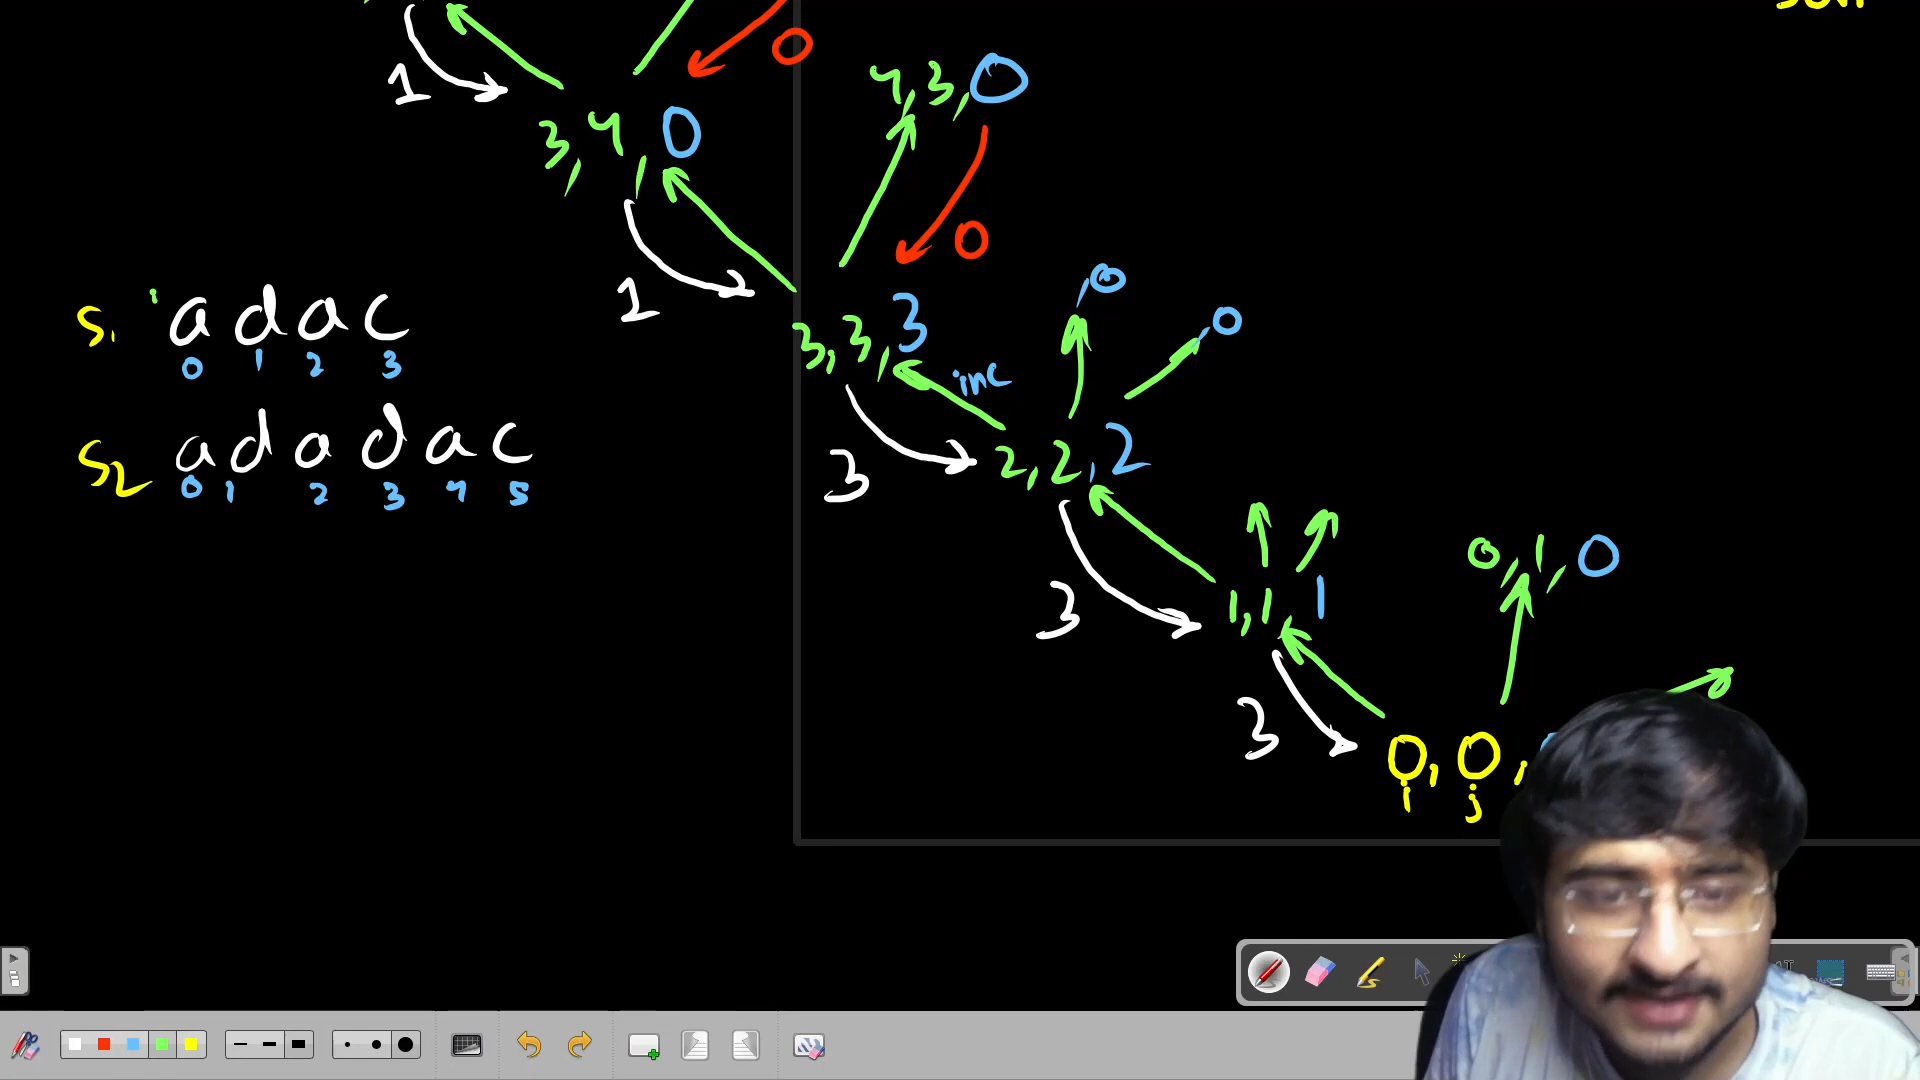 0
1
4,3,0
3,4,0
0
0
1
s1 adac
0 1 2 3
3,3,3
inc
s2 adadac
0 1 2 3 4 5
3
2,2,2
3
0,1,0
1,1 1
3
0,0,
i j